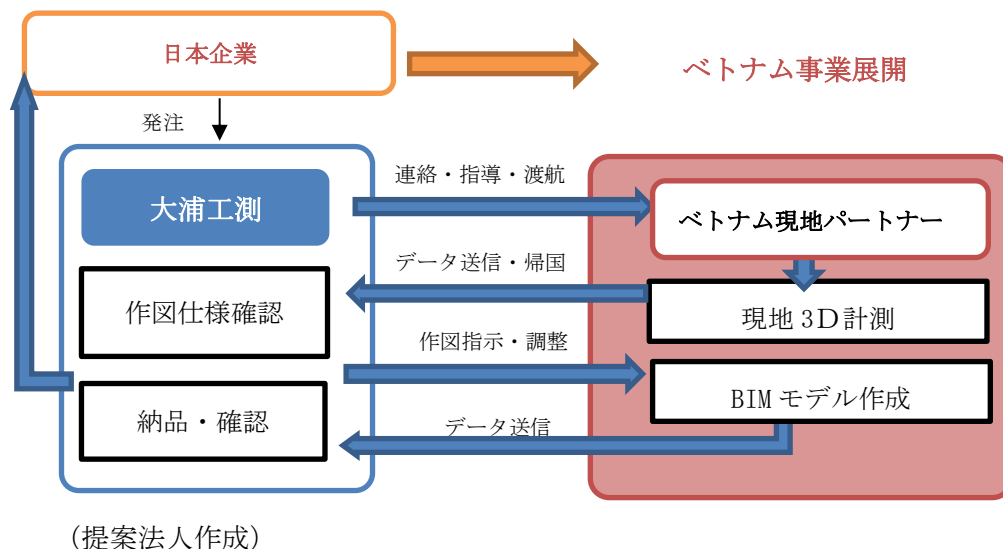 日本企業
ベトナム事業展開
発注
連絡・指導・渡航
大浦工測
ベトナム現地パートナー
データ送信・帰国
作図仕様確認
現地 3D計測
作図指示・調整
BIM モデル作成
納品・確認
データ送信
（提案法人作成）